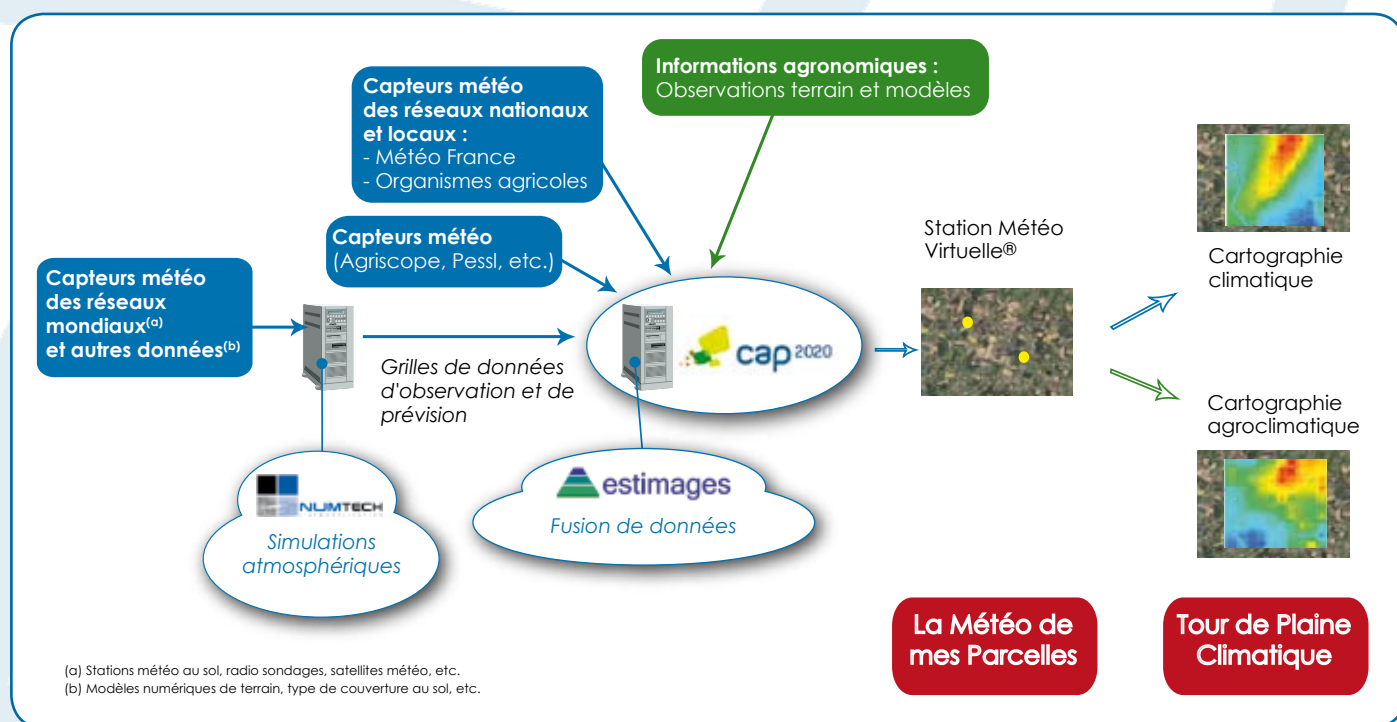 Informations agronomiques :
Observations terrain et modèles
Capteurs météo
des réseaux nationaux
et locaux :
- Météo France
- Organismes agricoles
Capteurs météo
(Agriscope, Pessl, etc.)
Capteurs météo
des réseaux
mondiaux(a)
et autres données(b)
Grilles de données
d'observation et de
prévision
cap 2020
Station Météo
Virtuelle®
Cartographie
climatique
Cartographie
agroclimatique
NUMTECH
Simulations
atmosphériques
estimages
Fusion de données
La Météo de
mes Parcelles
Tour de Plaine
Climatique
(a) Stations météo au sol, radio sondages, satellites météo, etc.
(b) Modèles numériques de terrain, type de couverture au sol, etc.